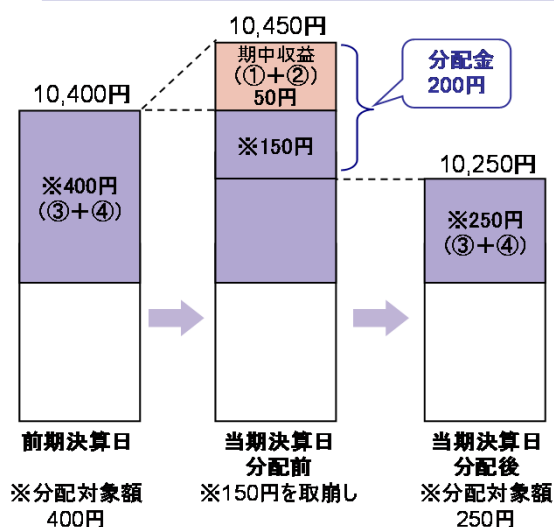 10,450円
期中収益
(①+②)
50円
分配金
200円
10,400円
※150円
10,250円
※400円
(③+④)
※250円
(③+④)
前期決算日
当期決算日
分配前
当期決算日
分配後
※分配対象額
400円
※150円を取崩し
※分配対象額
250円